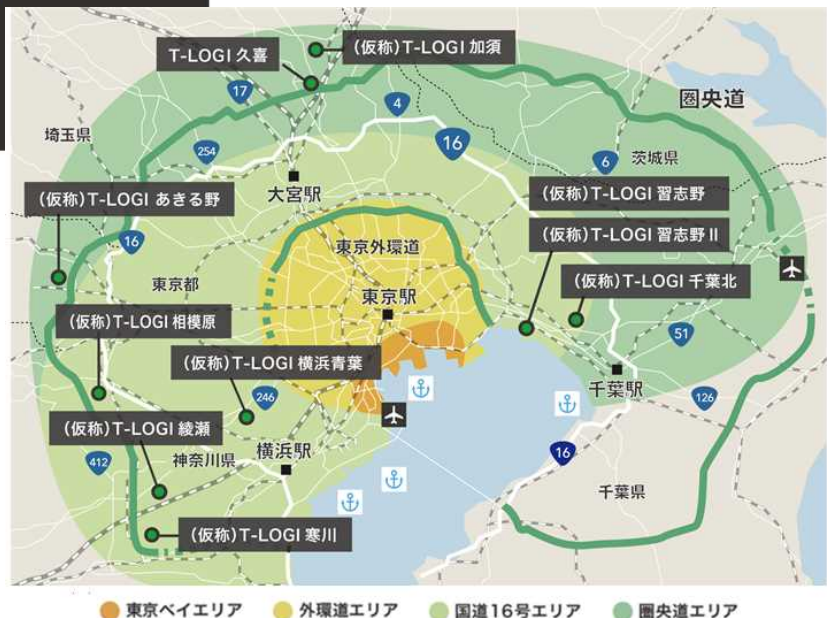 (仮称)T-LOGI 加須
T-LOGI 久喜
圏央道
17
4
埼玉県
254
16
6
茨城県
大宮駅
(仮称)T-LOGI あきる野
(仮称)T-LOGI 習志野
16
東京外環道
(仮称)T-LOGI 習志野Ⅱ
東京都
東京駅
(仮称)T-LOGI 千葉北
(仮称)T-LOGI 相模原
51
(仮称)T-LOGI 横浜青葉
千葉駅
246
126
(仮称)T-LOGI 綾瀬
横浜駅
412
神奈川県
16
千葉県
(仮称)T-LOGI 寒川
東京ベイエリア 外環道エリア 国道16号エリア 圏央道エリア